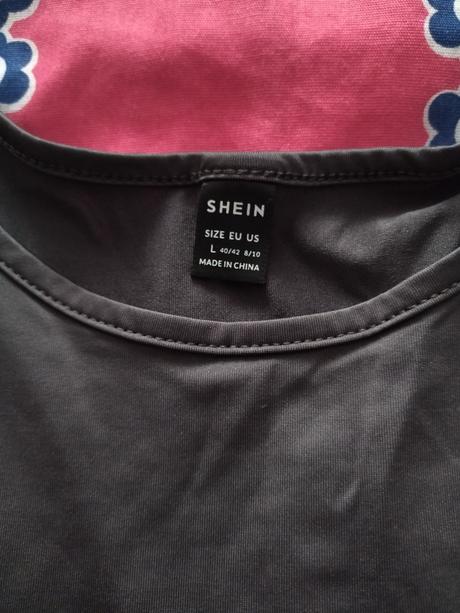 SHEIN
SIZE EU US
L 40/42 8/10
MADE IN CHINA